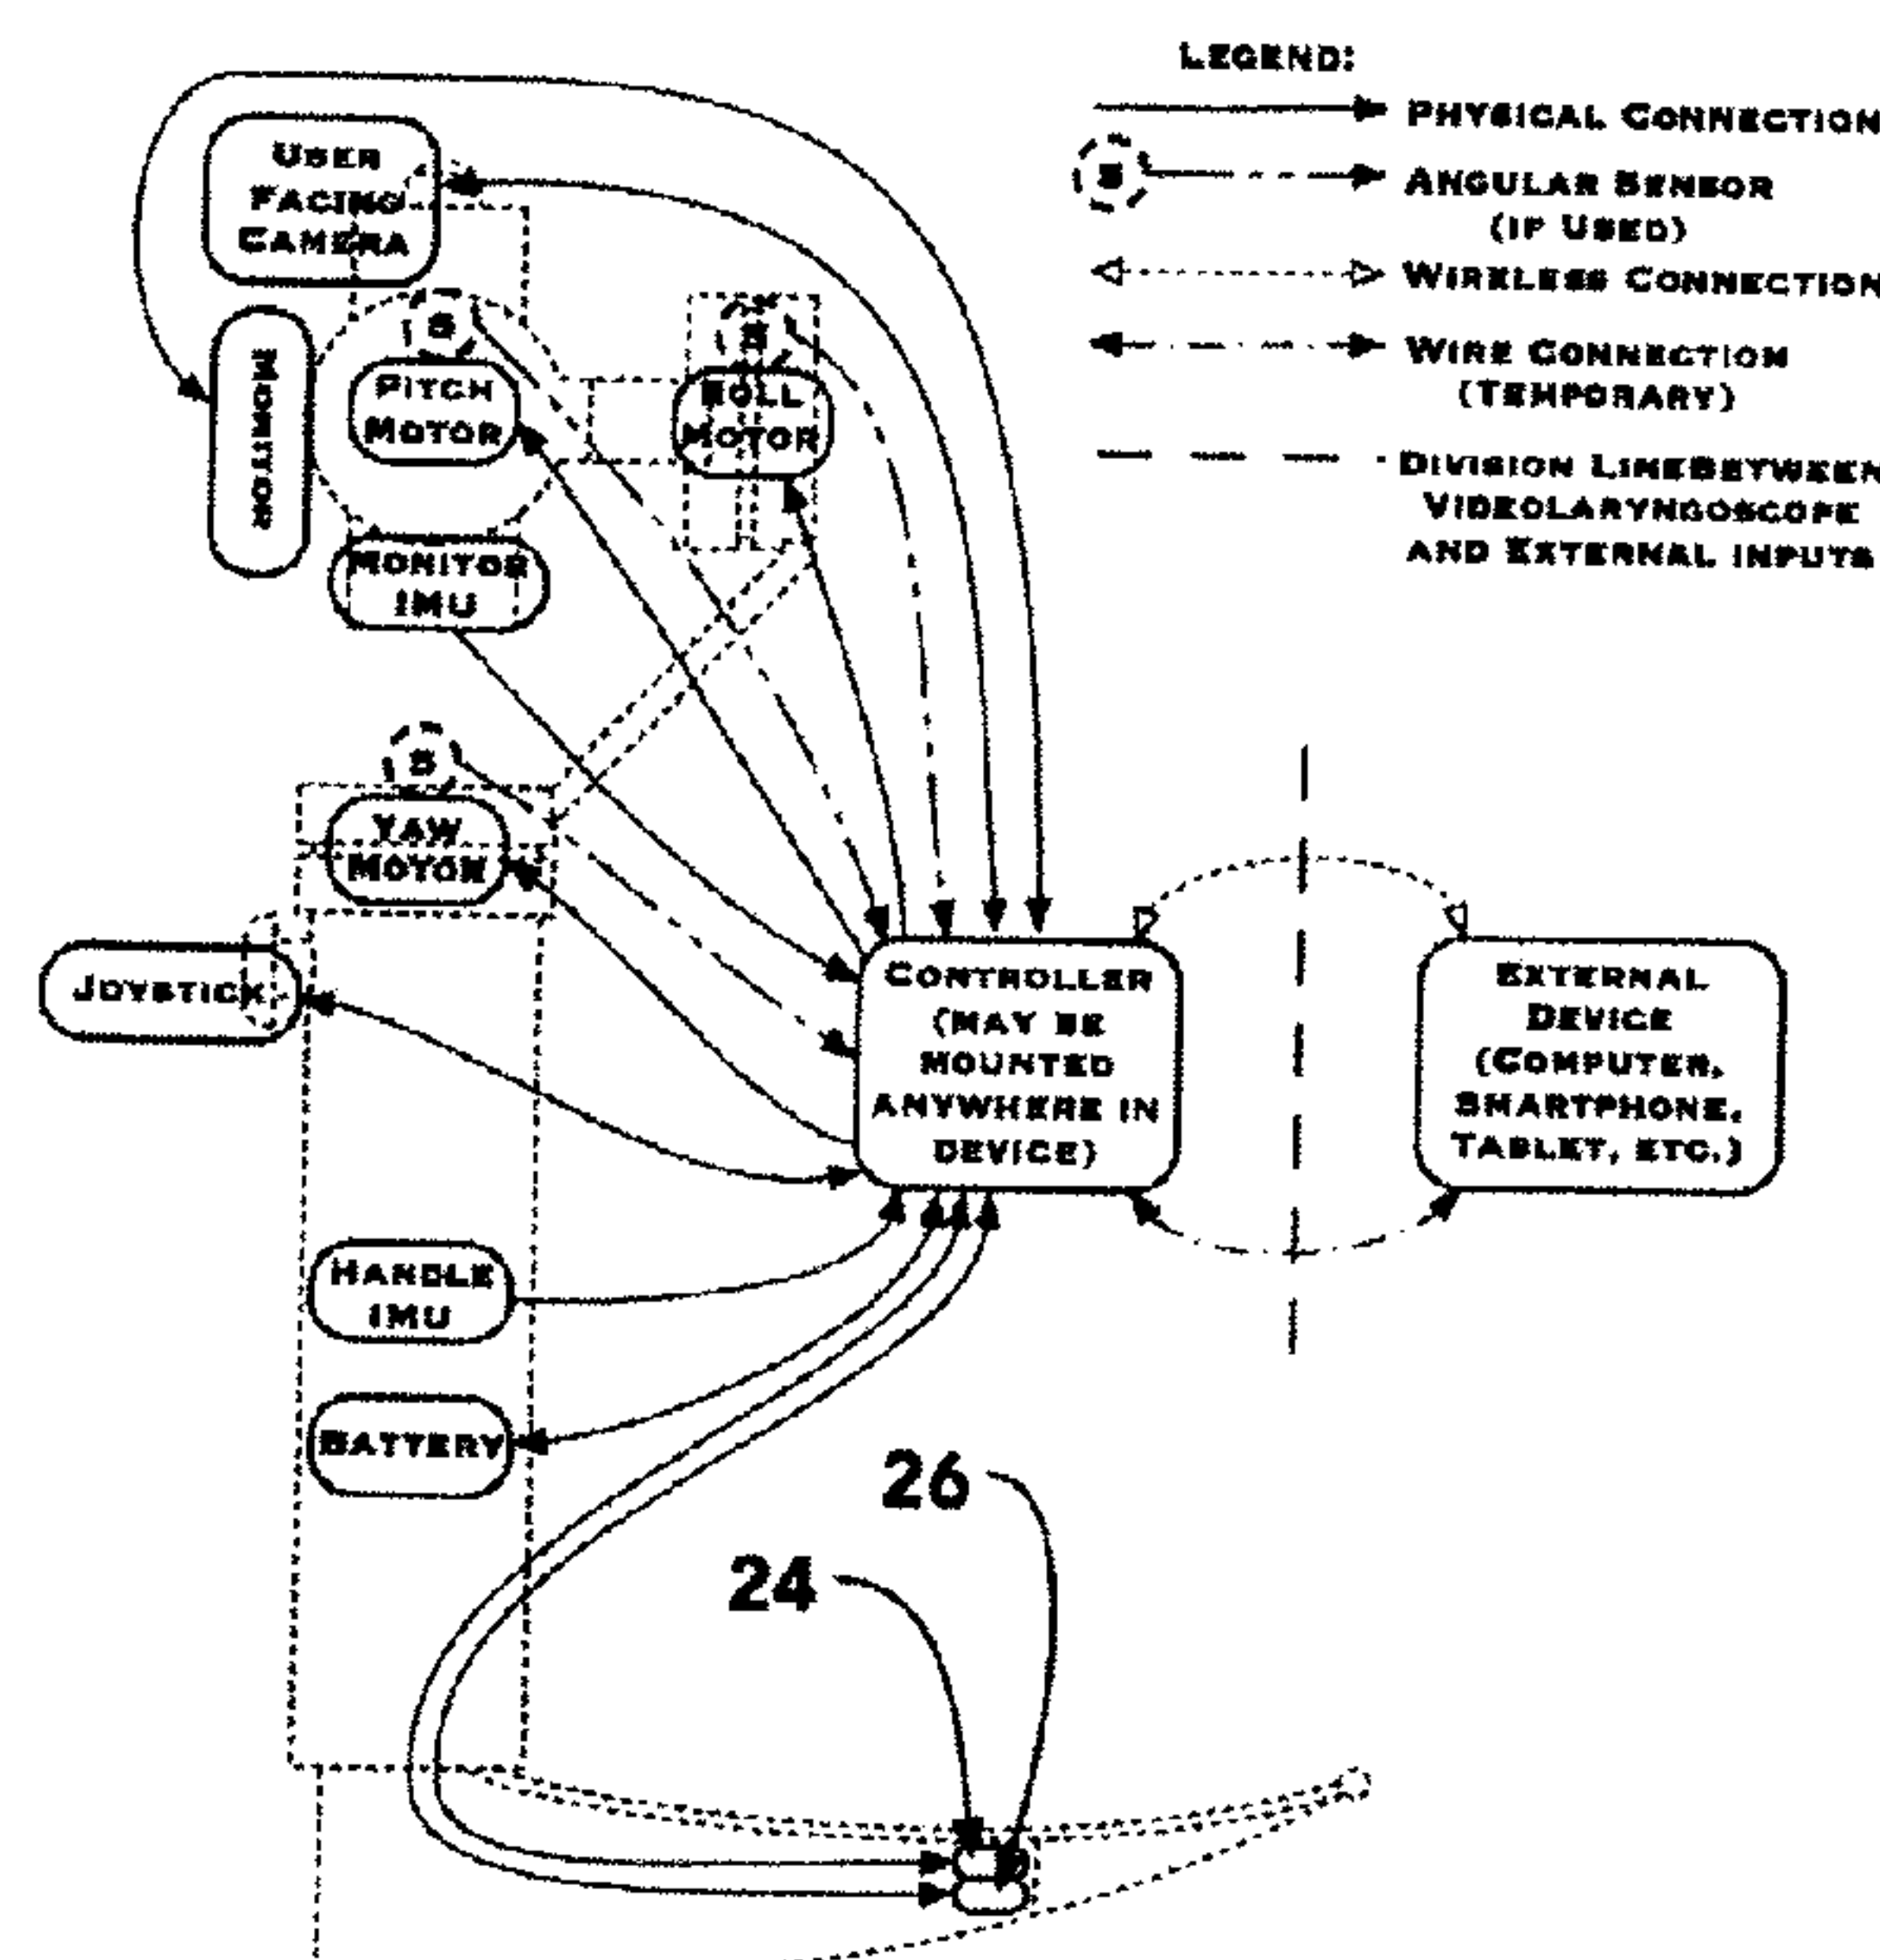 LEGEND:
PHYSICAL CONNECTION
S
ANGULAR SENSOR
(IF USED)
WIRELESS CONNECTION
WIRE CONNECTION
(TEMPORARY)
DIVISION LINEBETWEEN
VIDEOLARYNGOSCOPE
AND EXTERNAL INPUTS
USER
FACING
CAMERA
MONITOR
S
PITCH
MOTOR
S
ROLL
MOTOR
MONITOR
IMU
S
YAW
MOTOR
JOYSTICK
CONTROLLER
(MAY BE
MOUNTED
ANYWHERE IN
DEVICE)
EXTERNAL
DEVICE
(COMPUTER,
SMARTPHONE,
TABLET, ETC.)
HANDLE
IMU
BATTERY
26
24